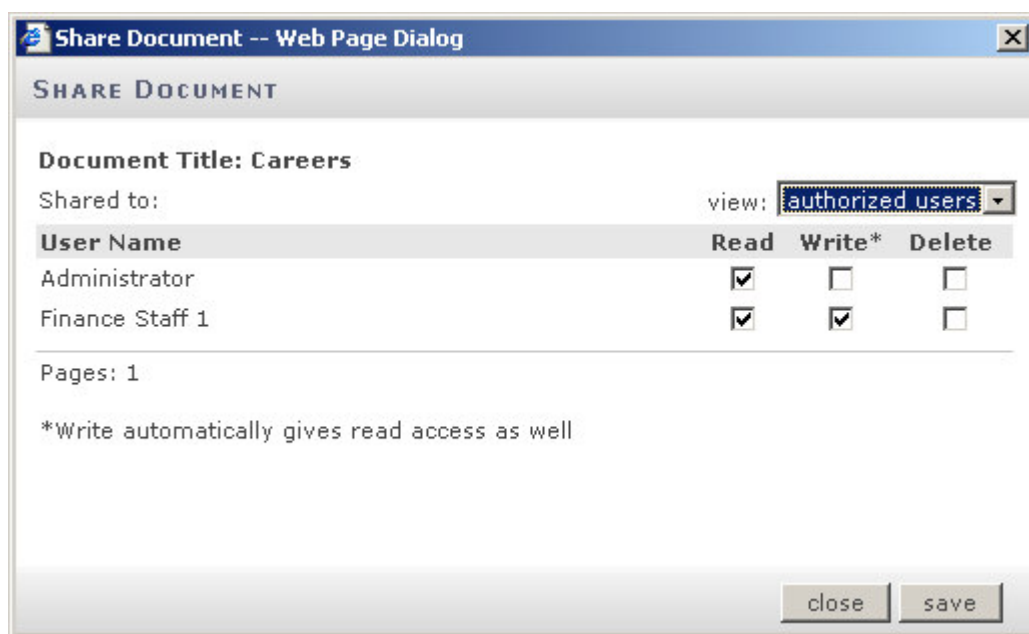 Share Document -- Web Page Dialog
SHARE DOCUMENT
Document Title: Careers
Shared to: view: authorized users
User Name Read Write* Delete
Administrator
Finance Staff 1
Pages: 1
*Write automatically gives read access as well
close save